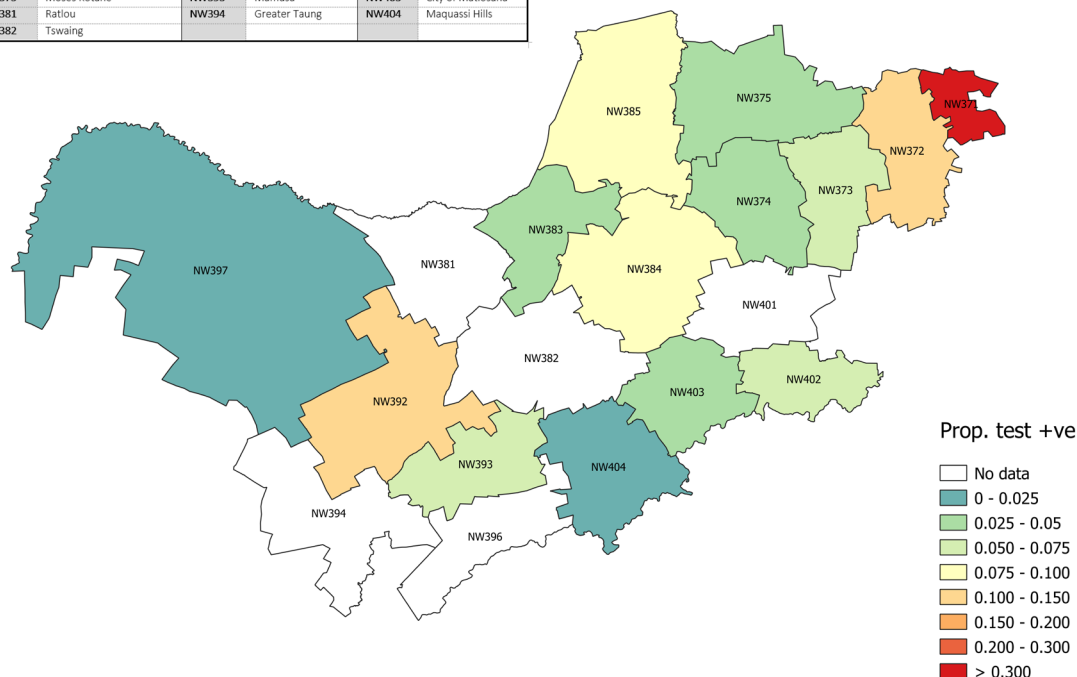 381 Ratlou NW394 Greater Taung NW404 Maquassi Hills
382 Tswaing
NW385
NW375
NW371
NW372
NW373
NW374
NW383
NW381
NW397
NW384
NW401
NW382
NW402
NW403
NW392
NW393
NW404
NW394
NW396
Prop. test +ve
No data
0 - 0.025
0.025 - 0.05
0.050 - 0.075
0.075 - 0.100
0.100 - 0.150
0.150 - 0.200
0.200 - 0.300
> 0.300